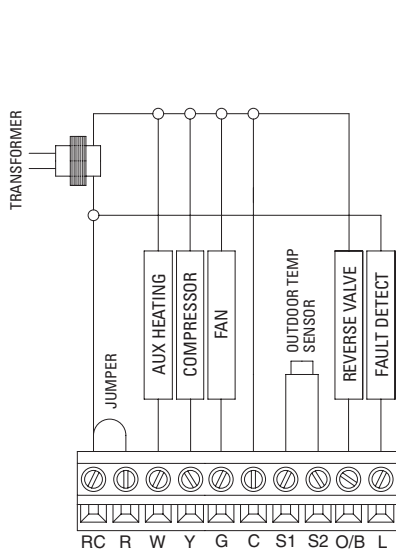 TRANSFORMER
JUMPER
AUX HEATING
COMPRESSOR
FAN
OUTDOOR TEMP
SENSOR
REVERSE VALVE
FAULT DETECT
RC R W Y G C S1 S2 O/B L